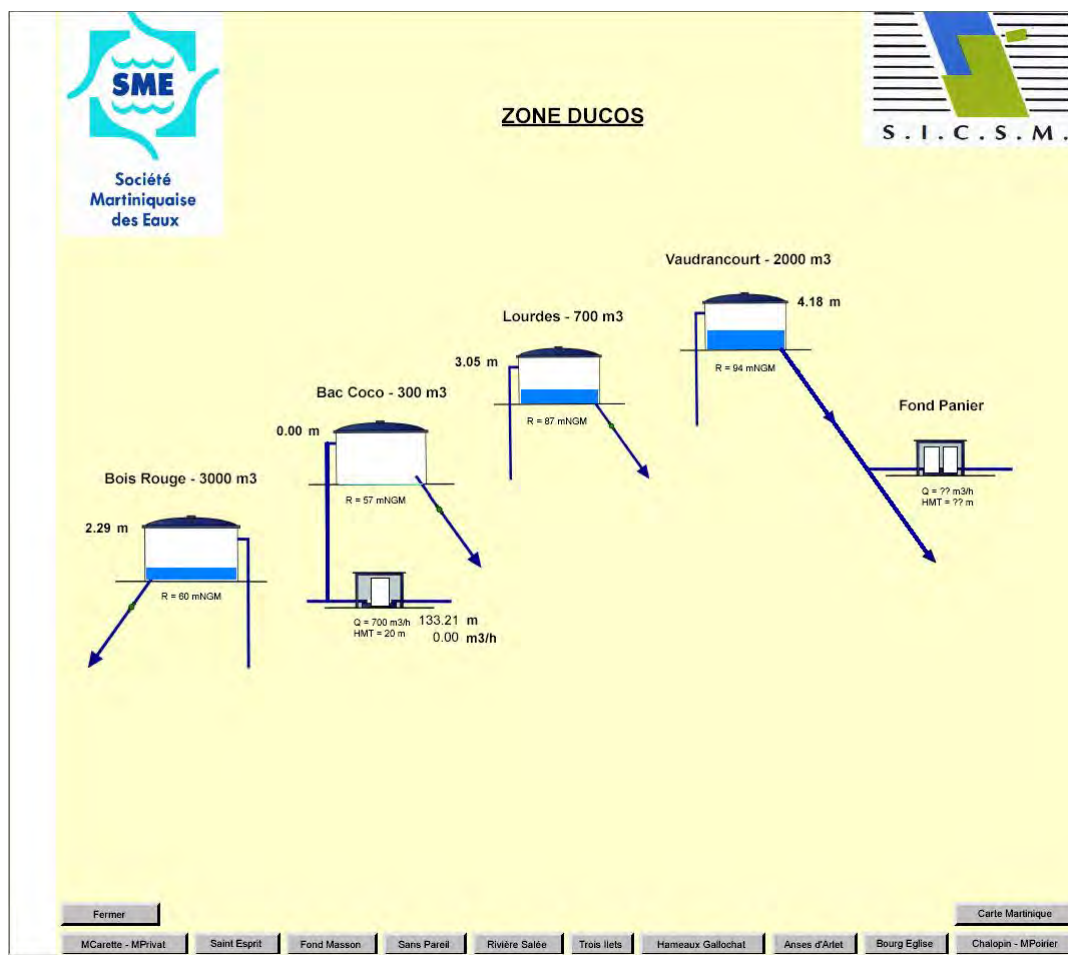 SME
Société
Martiniquaise
des Eaux
ZONE DUCOS
S.I.C.S.M.
Vaudrancourt - 2000 m3
4.18 m
R = 94 mNGM
Lourdes - 700 m3
3.05 m
R = 87 mNGM
Fond Panier
Q = ?? m3/h
HMT = ?? m
Bac Coco - 300 m3
0.00 m
R = 57 mNGM
Bois Rouge - 3000 m3
2.29 m
R = 60 mNGM
Q = 700 m3/h 133.21 m
HMT = 20 m 0.00 m3/h
Fermer
Carte Martinique
MCarette - MPrivat
Saint Esprit
Fond Masson
Sans Pareil
Rivière Salée
Trois Ilets
Hameaux Gallochat
Anses d'Arlet
Bourg Eglise
Chalopin - MPoirier